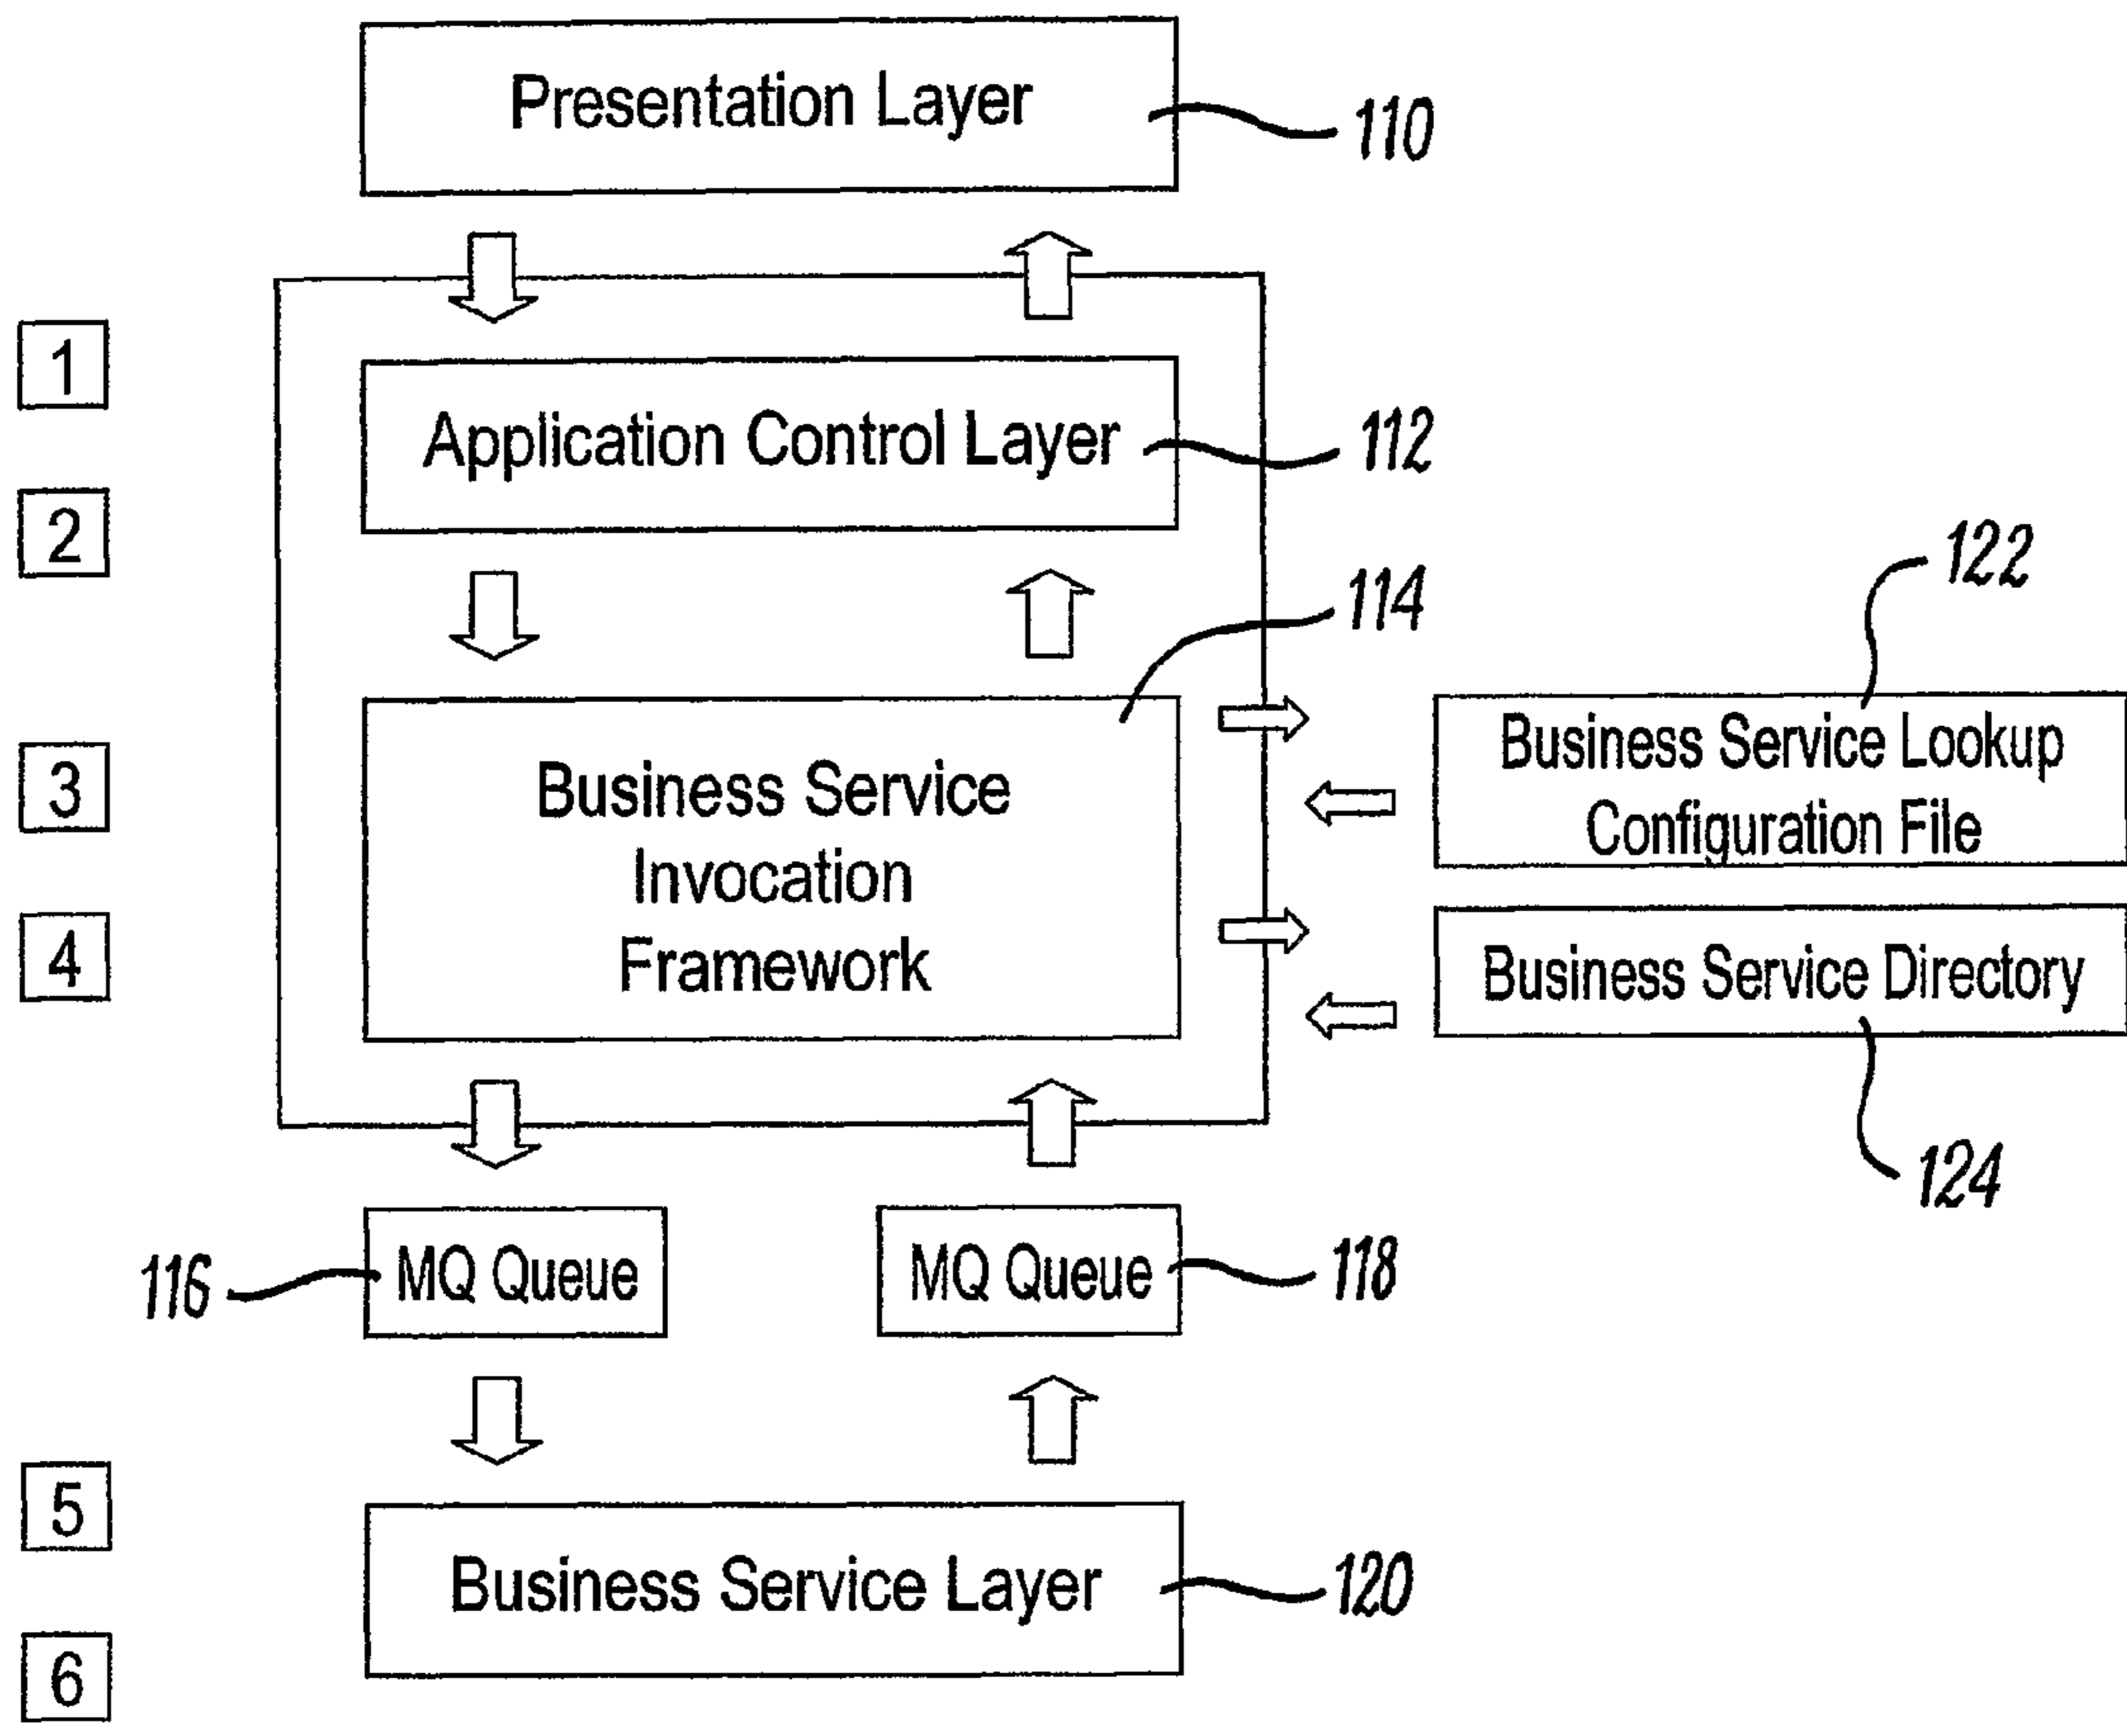 Presentation Layer
110
1
Application Control Layer
112
2
114
122
3
Business Service
Invocation
Framework
Business Service Lookup
Configuration File
4
Business Service Directory
124
116
MQ Queue
MQ Queue
118
5
Business Service Layer
120
6